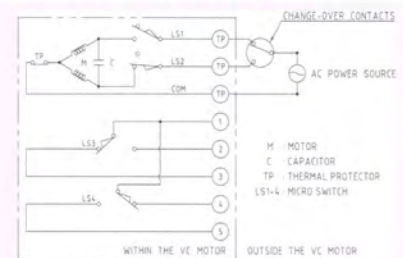 CHANGE-OVER CONTACTS
LS1
TP
TP
M
C
LS2
TP
AC POWER SOURCE
COM
TP
1
LS3
2
3
LS4
4
5
M : MOTOR
C : CAPACITOR
TP : THERMAL PROTECTOR
LS1-4 : MICRO SWITCH
WITHIN THE VC MOTOR
OUTSIDE THE VC MOTOR